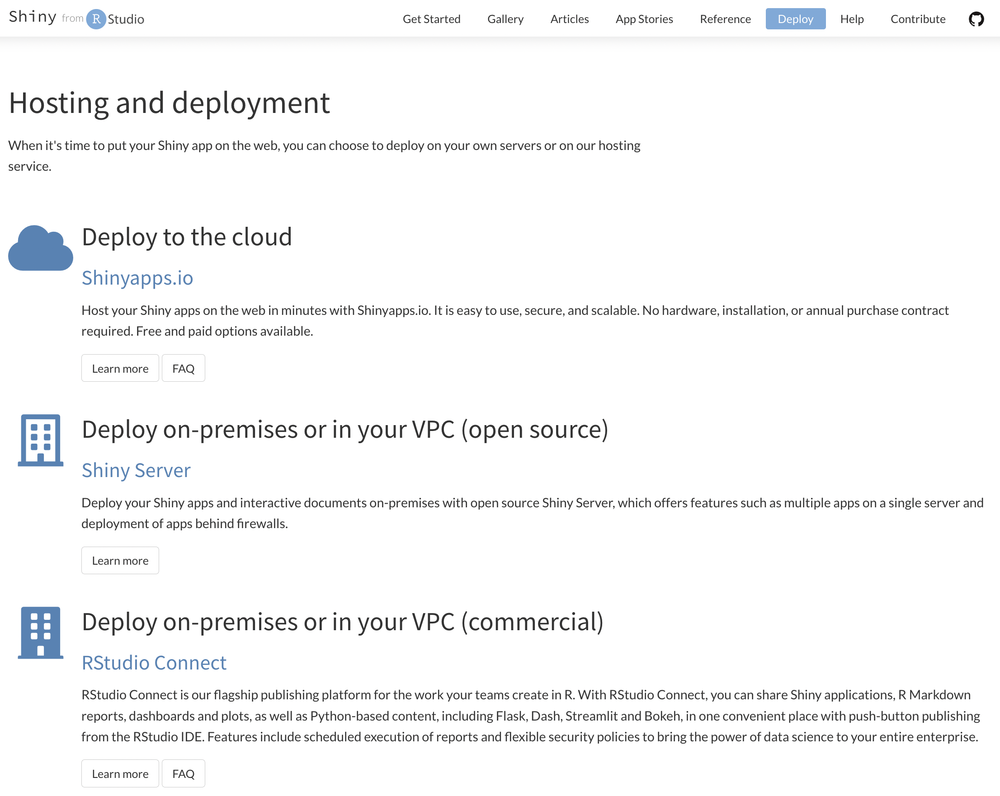 Shiny from R Studio
Get Started Gallery Articles App Stories Reference Deploy Help Contribute
Hosting and deployment
When it's time to put your Shiny app on the web, you can choose to deploy on your own servers or on our hosting
service.
Deploy to the cloud
Shinyapps.io
Host your Shiny apps on the web in minutes with Shinyapps.io. It is easy to use, secure, and scalable. No hardware, installation, or annual purchase contract
required. Free and paid options available.
Learn more FAQ
Deploy on-premises or in your VPC (open source)
Shiny Server
Deploy your Shiny apps and interactive documents on-premises with open source Shiny Server, which offers features such as multiple apps on a single server and
deployment of apps behind firewalls.
Learn more
Deploy on-premises or in your VPC (commercial)
RStudio Connect
RStudio Connect is our flagship publishing platform for the work your teams create in R. With RStudio Connect, you can share Shiny applications, R Markdown
reports, dashboards and plots, as well as Python-based content, including Flask, Dash, Streamlit and Bokeh, in one convenient place with push-button publishing
from the RStudio IDE. Features include scheduled execution of reports and flexible security policies to bring the power of data science to your entire enterprise.
Learn more FAQ